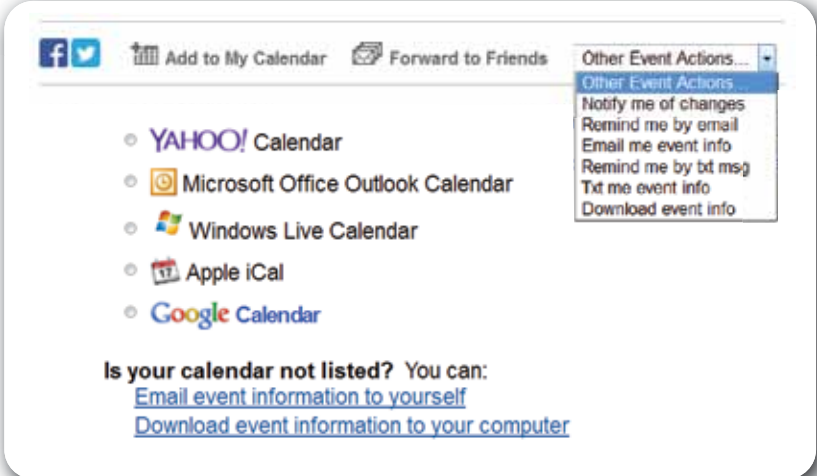 Add to My Calendar Forward to Friends Other Event Actions...
Other Event Actions...
Notify me of changes
Remind me by email
Email me event info
Remind me by txt msg
Txt me event info
Download event info
YAHOO! Calendar
Microsoft Office Outlook Calendar
Windows Live Calendar
17 Apple iCal
Google Calendar
Is your calendar not listed? You can:
Email event information to yourself
Download event information to your computer